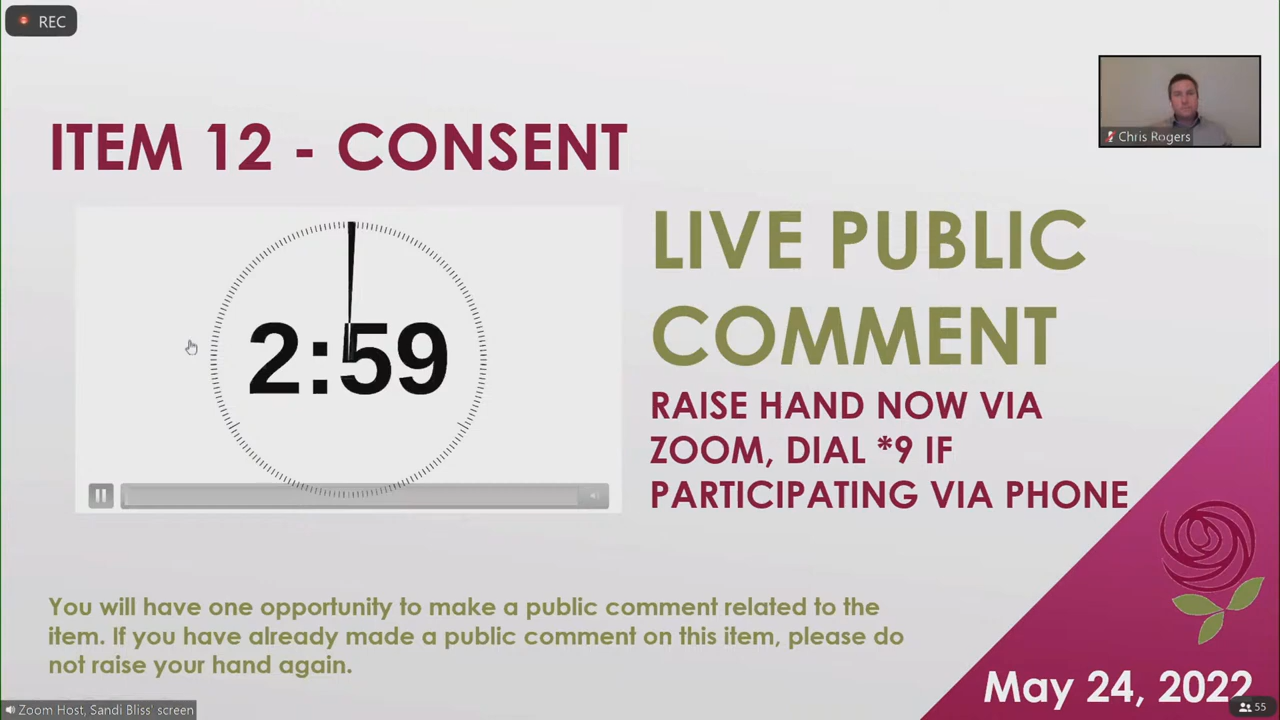 REC
Chris Rogers
ITEM 12 - CONSENT
2:59
LIVE PUBLIC
COMMENT
RAISE HAND NOW VIA
ZOOM, DIAL *9 IF
PARTICIPATING VIA PHONE
You will have one opportunity to make a public comment related to the
item. If you have already made a public comment on this item, please do
not raise your hand again.
May 24, 2022
Zoom Host, Sandi Bliss' screen
55